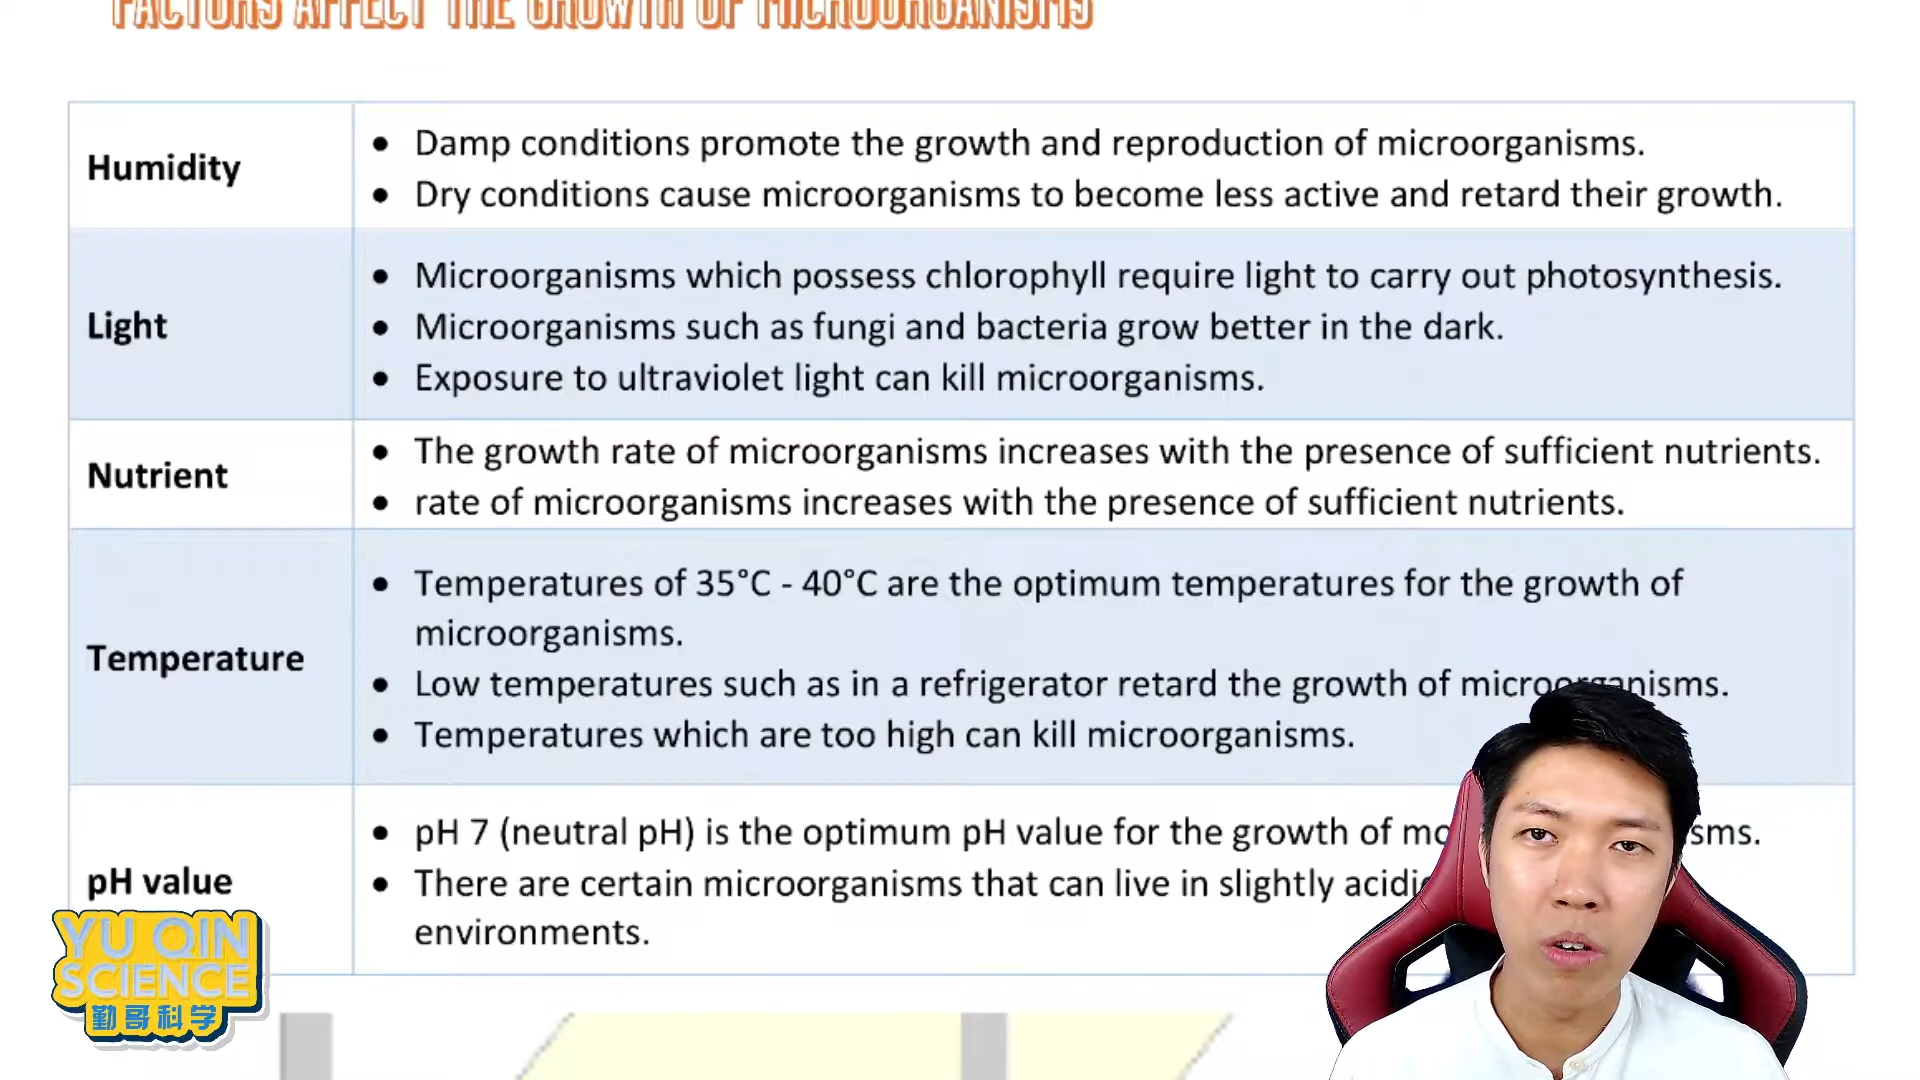 FACTORS AFFECT THE GROWTH OF MICROORGANISMS
Humidity
• Damp conditions promote the growth and reproduction of microorganisms.
• Dry conditions cause microorganisms to become less active and retard their growth.
Light
• Microorganisms which possess chlorophyll require light to carry out photosynthesis.
• Microorganisms such as fungi and bacteria grow better in the dark.
• Exposure to ultraviolet light can kill microorganisms.
Nutrient
• The growth rate of microorganisms increases with the presence of sufficient nutrients.
• rate of microorganisms increases with the presence of sufficient nutrients.
Temperature
• Temperatures of 35°C - 40°C are the optimum temperatures for the growth of
microorganisms.
• Low temperatures such as in a refrigerator retard the growth of microorganisms.
• Temperatures which are too high can kill microorganisms.
pH value
• pH 7 (neutral pH) is the optimum pH value for the growth of
• There are certain microorganisms that can live in slightly
environments.
YU QIN
SCIENCE
勤哥科学